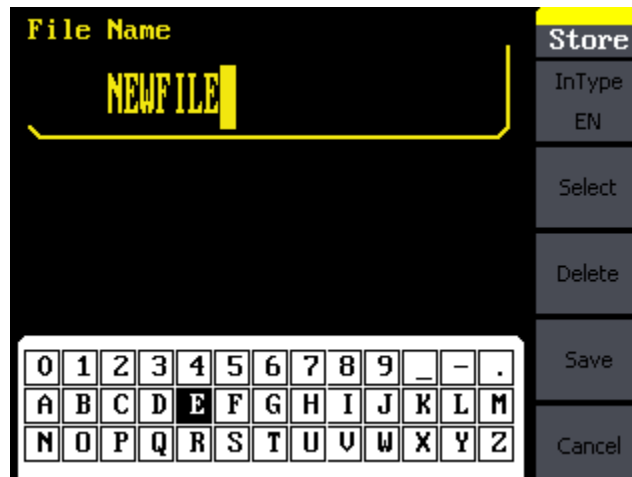 File Name
NEWFILE
Store
InType
EN
Select
Delete
Save
Cancel
0 1 2 3 4 5 6 7 8 9 _ - .
A B C D E F G H I J K L M
N O P Q R S T U V W X Y Z